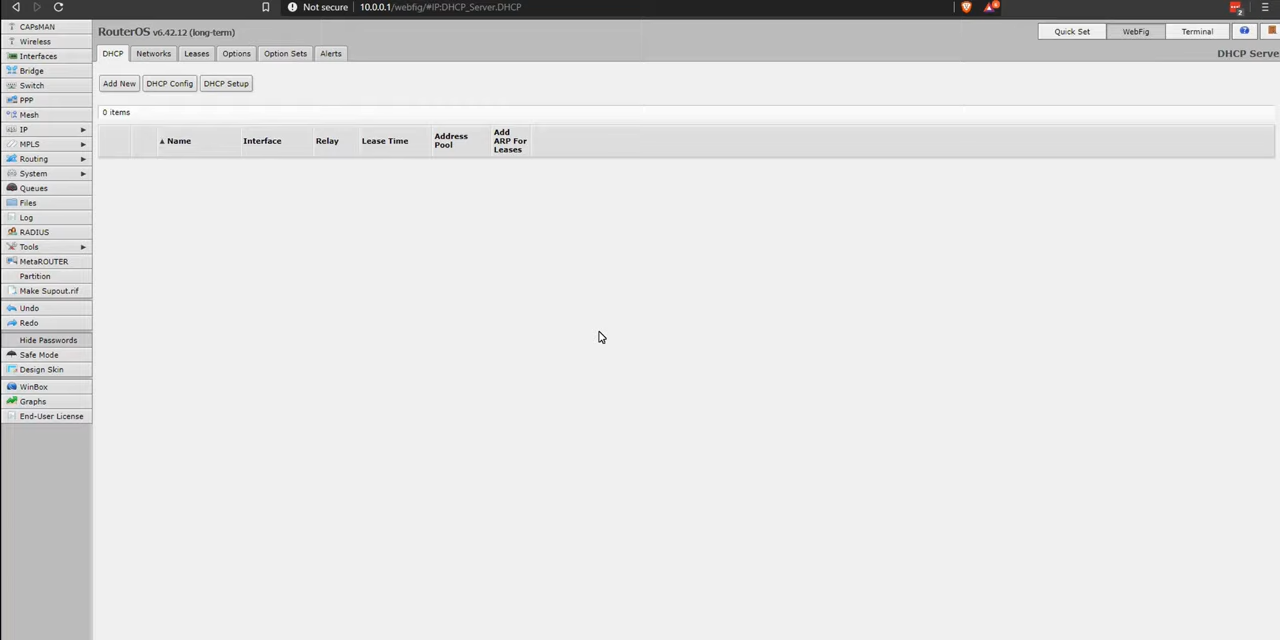 Not secure
10.0.0.1/webfig/#IP:DHCP_Server.DHCP
RouterOS v6.42.12 (long-term)
Quick Set
WebFig
Terminal
DHCP
Networks
Leases
Options
Option Sets
Alerts
DHCP Serve
Add New
DHCP Config
DHCP Setup
0 items
Name
Interface
Relay
Lease Time
Address
Pool
Add
ARP For
Leases
CAPsMAN
Wireless
Interfaces
Bridge
Switch
PPP
Mesh
IP
MPLS
Routing
System
Queues
Files
Log
RADIUS
Tools
MetaROUTER
Partition
Make Supout.rif
Undo
Redo
Hide Passwords
Safe Mode
Design Skin
WinBox
Graphs
End-User License